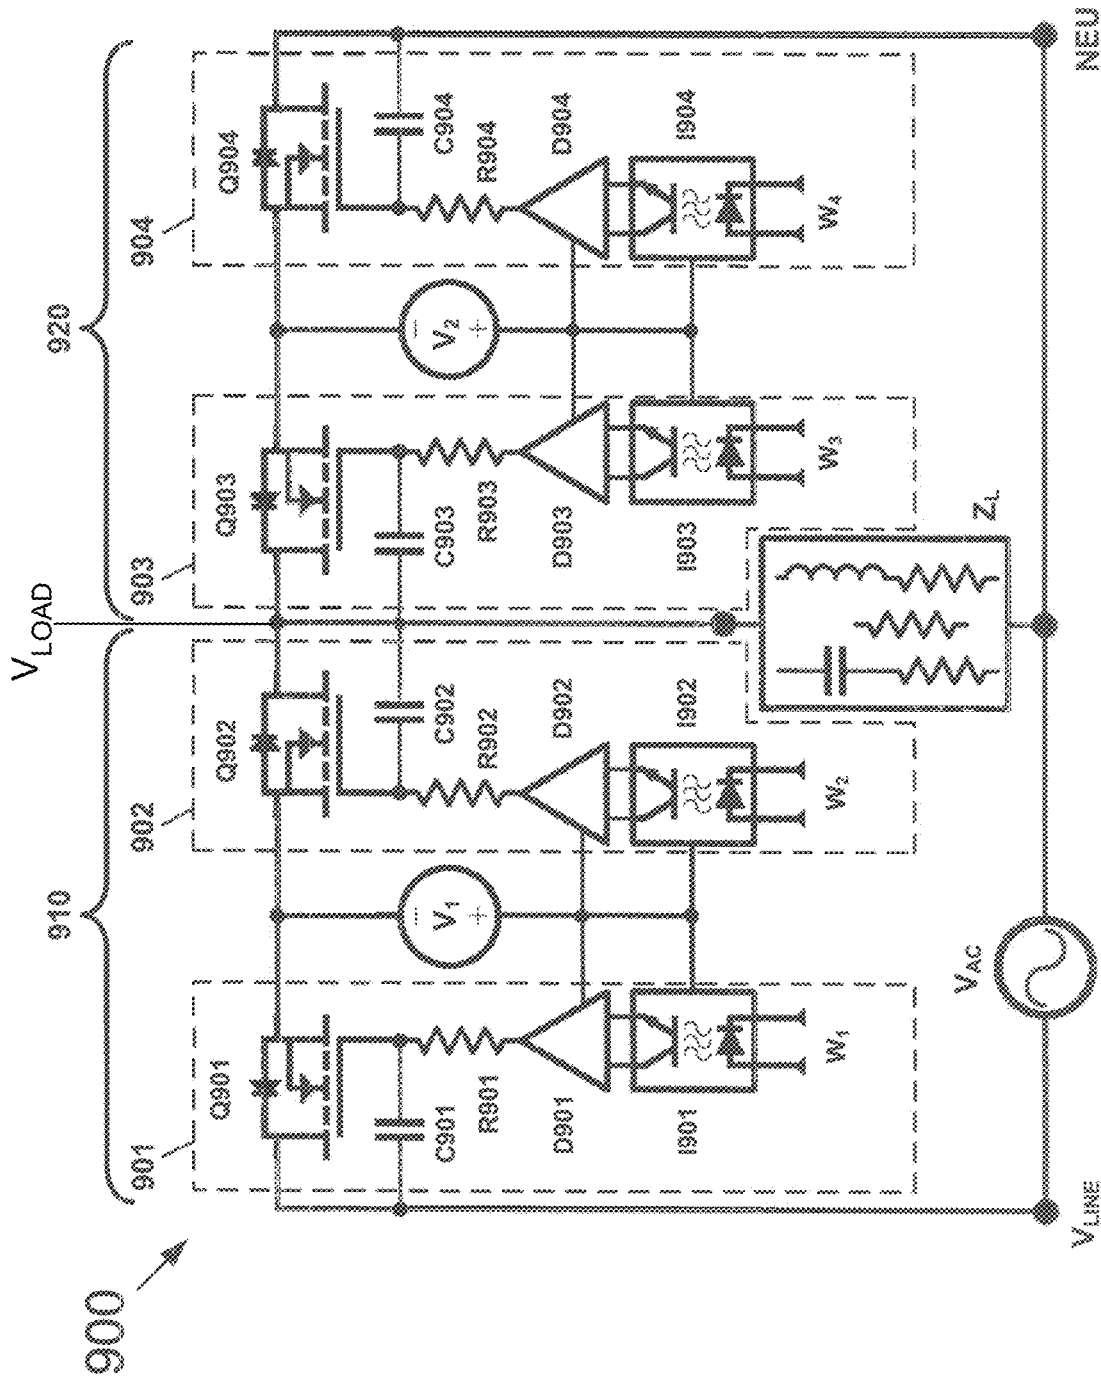 900
910
920
901
902
903
904
V_LOAD
Q901
Q902
Q903
Q904
C901
C902
C903
C904
R901
R902
R903
R904
V₁
− +
V₂
− +
D901
D902
D903
D904
I901
I902
I903
I904
W₁
W₂
W₃
W₄
Z_L
V_AC
V_LINE
NEU